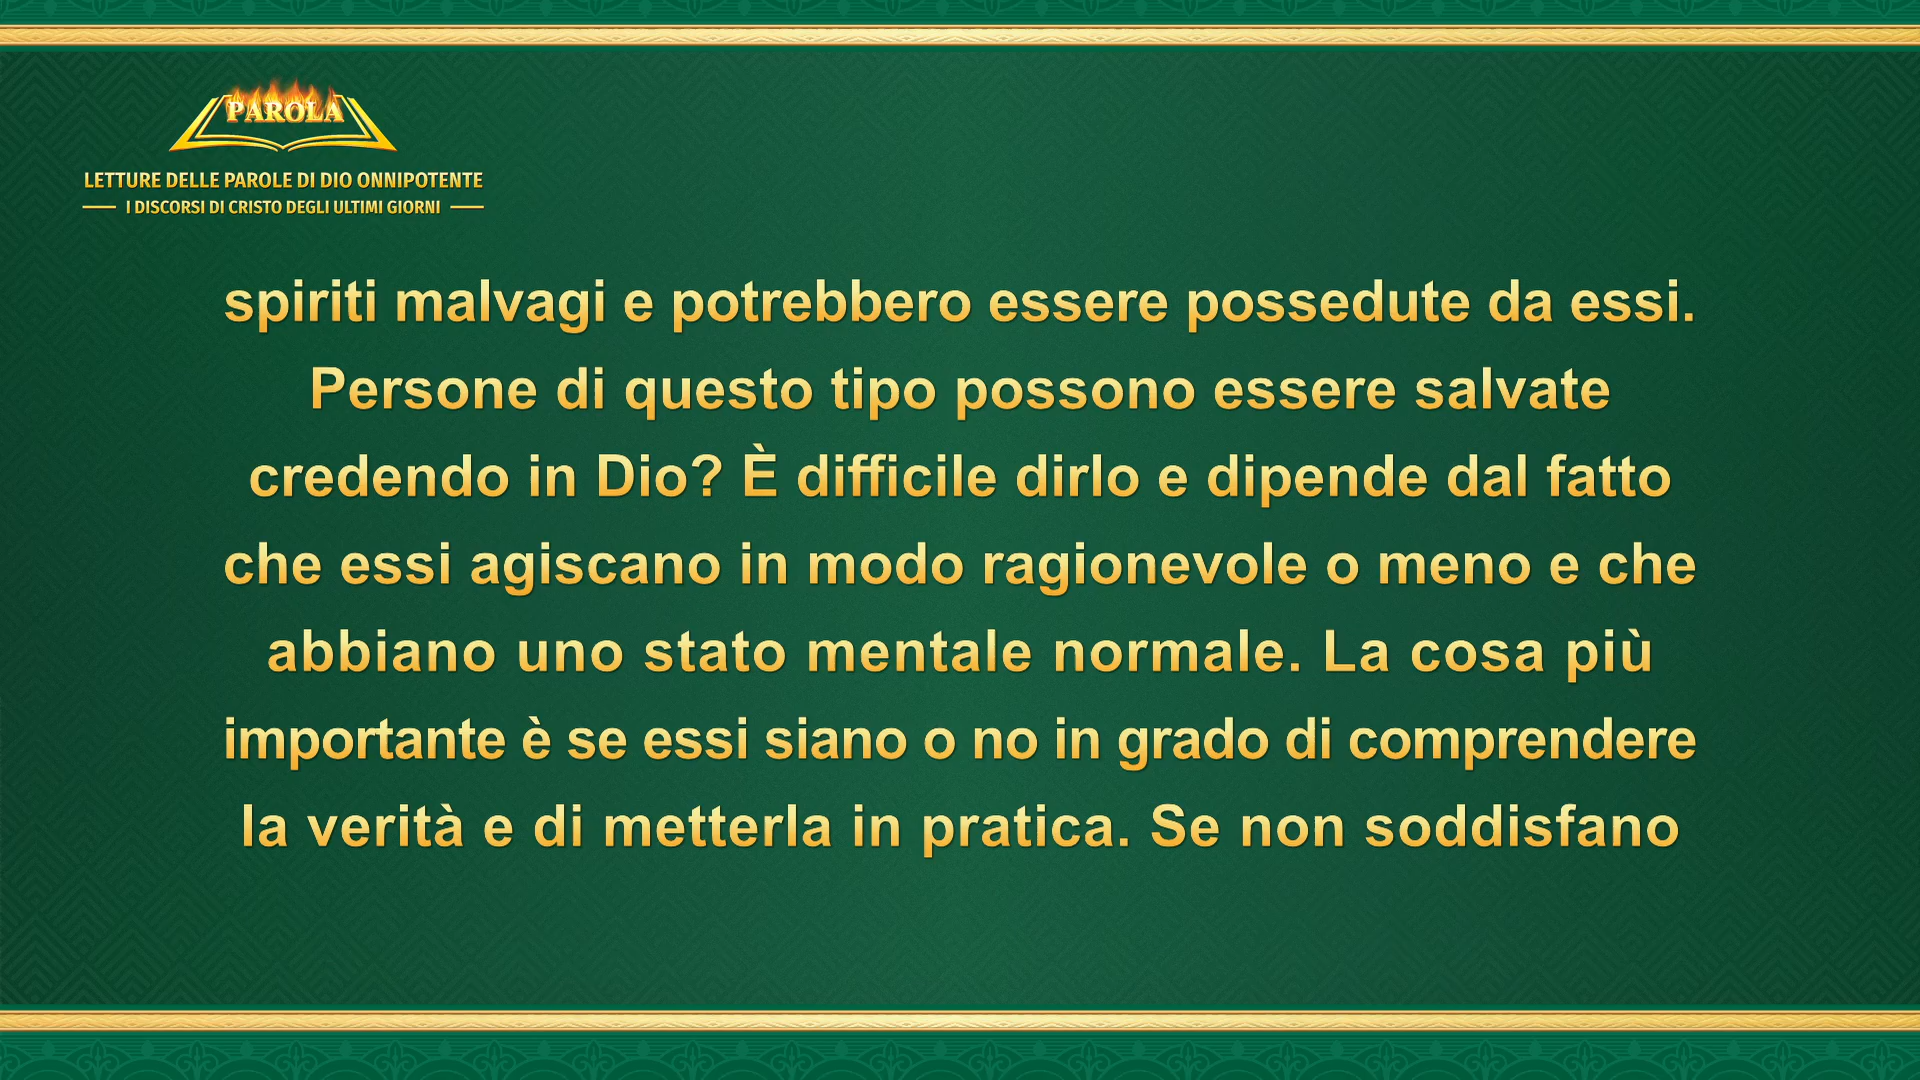 PAROLA
LETTURE DELLE PAROLE DI DIO ONNIPOTENTE
I DISCORSI DI CRISTO DEGLI ULTIMI GIORNI
spiriti malvagi e potrebbero essere possedute da essi.
Persone di questo tipo possono essere salvate
credendo in Dio? È difficile dirlo e dipende dal fatto
che essi agiscano in modo ragionevole o meno e che
abbiano uno stato mentale normale. La cosa più
importante è se essi siano o no in grado di comprendere
la verità e di metterla in pratica. Se non soddisfano